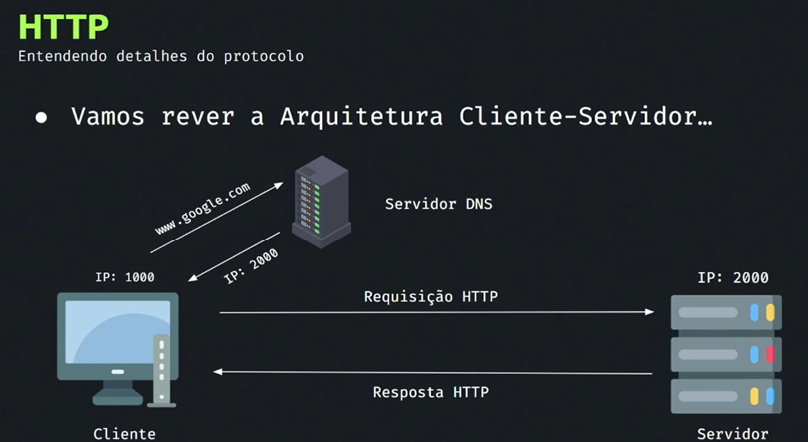 HTTP
Entendendo detalhes do protocolo
● Vamos rever a Arquitetura Cliente-Servidor…
www.google.com
Servidor DNS
IP: 2000
IP: 1000
IP: 2000
Requisição HTTP
Resposta HTTP
Cliente
Servidor